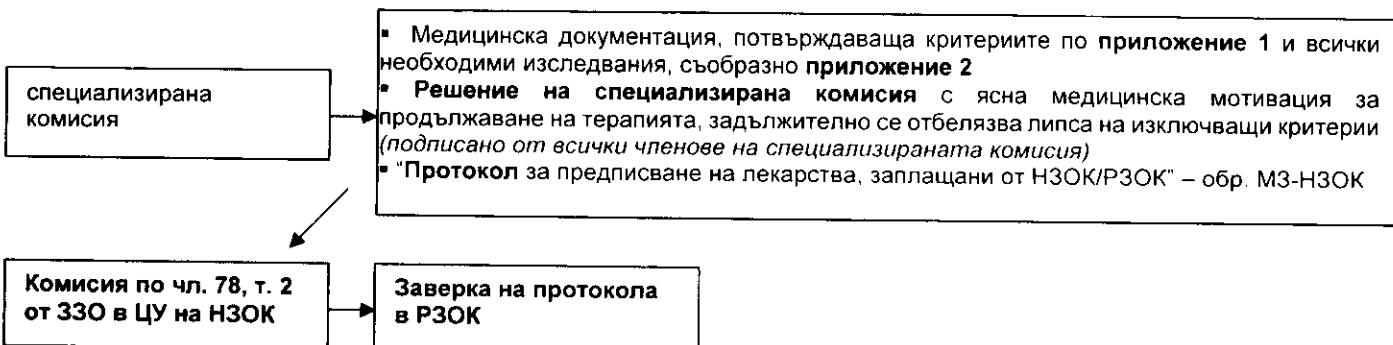 специализирана
комисия
▪ Медицинска документация, потвърждаваща критериите по приложение 1 и всички
необходими изследвания, съобразно приложение 2
▪ Решение на специализирана комисия с ясна медицинска мотивация за
продължаване на терапията, задължително се отбелязва липса на изключващи критерии
(подписано от всички членове на специализираната комисия)
▪ "Протокол за предписване на лекарства, заплащани от НЗОК/РЗОК" – обр. МЗ-НЗОК
Комисия по чл. 78, т. 2
от ЗЗО в ЦУ на НЗОК
Заверка на протокола
в РЗОК